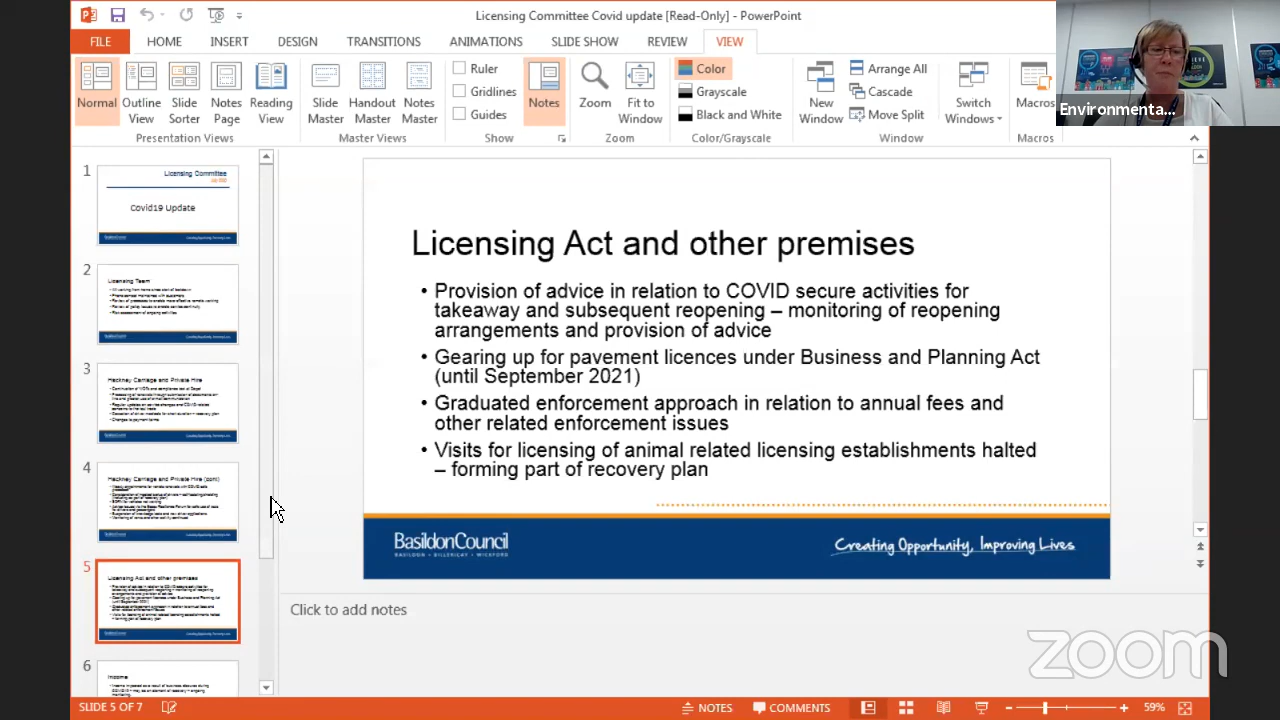 Licensing Committee Covid update [Read-Only] - PowerPoint
FILE HOME INSERT DESIGN TRANSITIONS ANIMATIONS SLIDE SHOW REVIEW VIEW
Normal Outline View Slide Sorter Notes Page Reading View
Presentation Views
Slide Master Handout Master Notes Master
Master Views
Ruler
Gridlines
Guides
Show
Notes
Zoom Fit to Window
Zoom
Color
Grayscale
Black and White
Color/Grayscale
New Window
Arrange All
Cascade
Move Split
Switch Windows
Window
Macros
Macros
Environmenta...
1
Licensing Committee
Covid19 Update
2
Licensing Team
3
Hackney Carriage and Private Hire
4
Hackney Carriage and Private Hire (cont)
5
Licensing Act and other premises
6
Income
Licensing Act and other premises
• Provision of advice in relation to COVID secure activities for
takeaway and subsequent reopening – monitoring of reopening
arrangements and provision of advice
• Gearing up for pavement licences under Business and Planning Act
(until September 2021)
• Graduated enforcement approach in relation to annual fees and
other related enforcement issues
• Visits for licensing of animal related licensing establishments halted
– forming part of recovery plan
BasildonCouncil
BASILDON • BILLERICAY • WICKFORD
Creating Opportunity, Improving Lives
Click to add notes
zoom
SLIDE 5 OF 7
NOTES
COMMENTS
59%